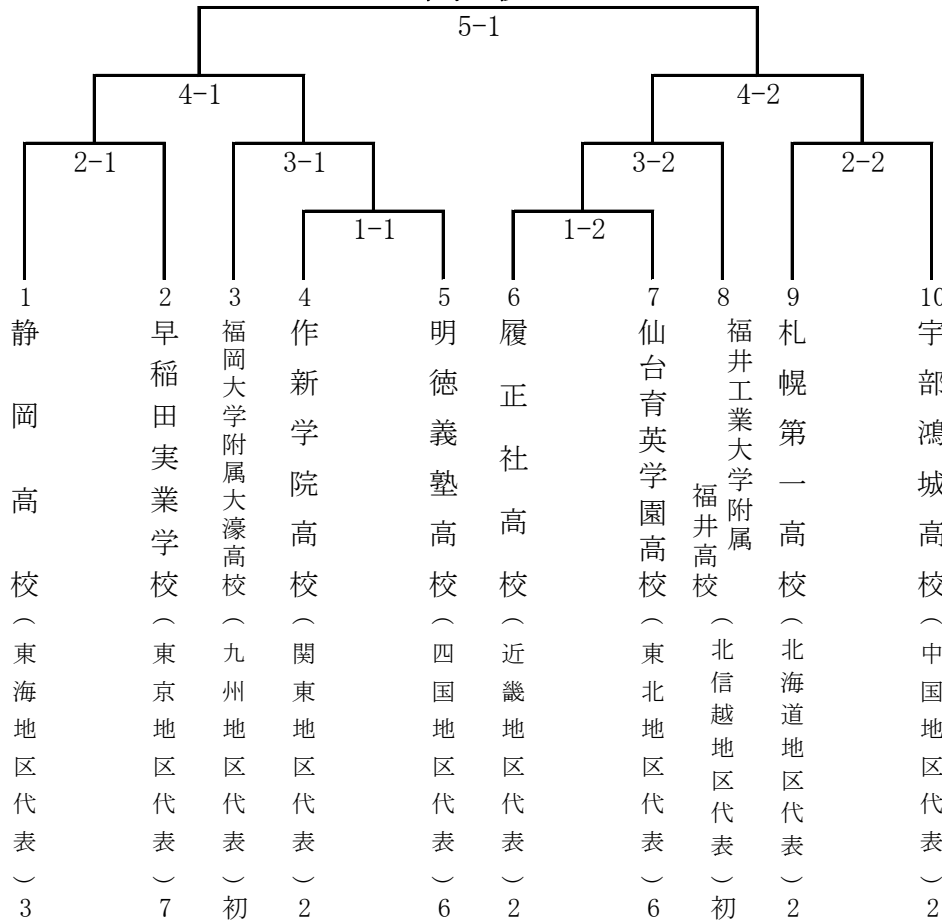 5-1
4-1
4-2
2-1
3-1
3-2
2-2
1-1
1-2
1
静岡高校（東海地区代表）3
2
早稲田実業学校（東京地区代表）7
3
福岡大学附属大濠高校（九州地区代表）初
4
作新学院高校（関東地区代表）2
5
明徳義塾高校（四国地区代表）6
6
履正社高校（近畿地区代表）2
7
仙台育英学園高校（東北地区代表）6
8
福井工業大学附属
福井高校（北信越地区代表）初
9
札幌第一高校（北海道地区代表）2
10
宇部鴻城高校（中国地区代表）2